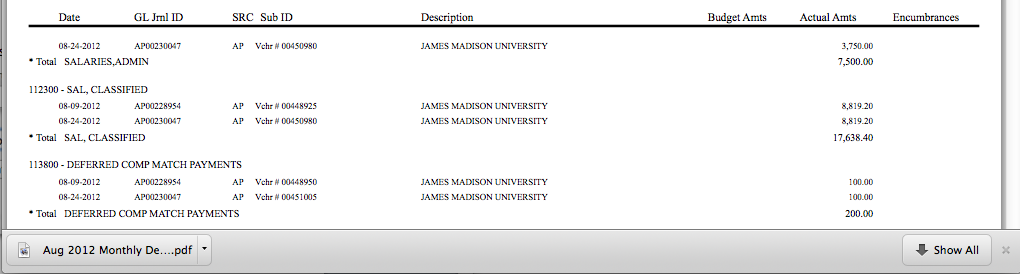 Date GL Jrnl ID SRC Sub ID Description Budget Amts Actual Amts Encumbrances
08-24-2012 AP00230047 AP Vchr # 00450980 JAMES MADISON UNIVERSITY 3,750.00
* Total SALARIES,ADMIN 7,500.00
112300 - SAL, CLASSIFIED
08-09-2012 AP00228954 AP Vchr # 00448925 JAMES MADISON UNIVERSITY 8,819.20
08-24-2012 AP00230047 AP Vchr # 00450980 JAMES MADISON UNIVERSITY 8,819.20
* Total SAL, CLASSIFIED 17,638.40
113800 - DEFERRED COMP MATCH PAYMENTS
08-09-2012 AP00228954 AP Vchr # 00448950 JAMES MADISON UNIVERSITY 100.00
08-24-2012 AP00230047 AP Vchr # 00451005 JAMES MADISON UNIVERSITY 100.00
* Total DEFERRED COMP MATCH PAYMENTS 200.00
Aug 2012 Monthly De....pdf Show All